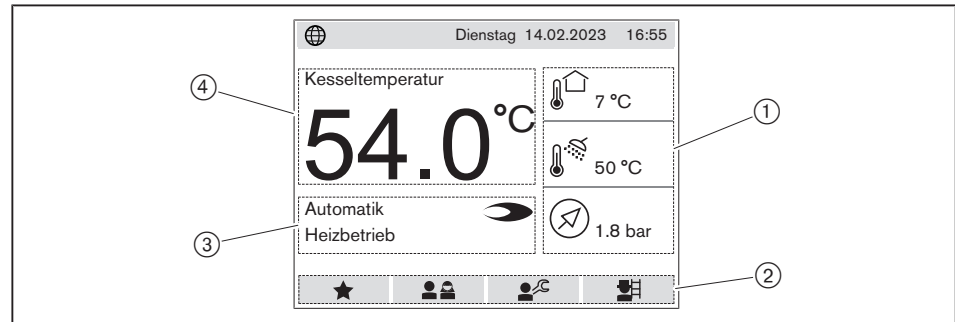 Dienstag 14.02.2023 16:55
Kesseltemperatur
54.0 °C
Automatik
Heizbetrieb
7 °C
50 °C
1.8 bar
④
③
①
②